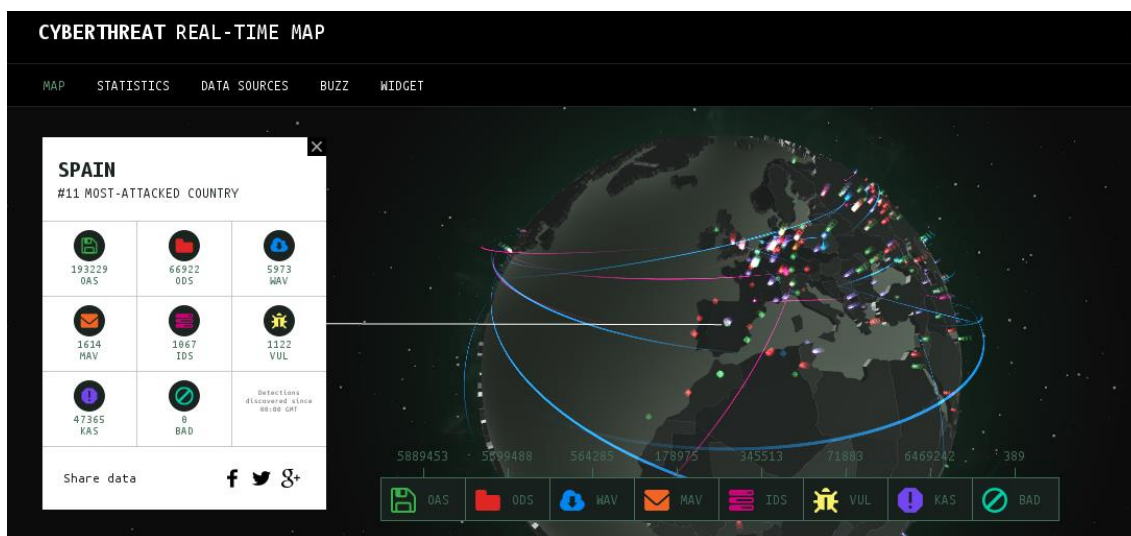 CYBERTHREAT REAL-TIME MAP
MAP STATISTICS DATA SOURCES BUZZ WIDGET
SPAIN
#11 MOST-ATTACKED COUNTRY
193229 66922 5973
OAS ODS WAV
1614 1067 1122
MAV IDS VUL
47365 0
KAS BAD
Detections
discovered since
00:00 GMT
Share data
5889453 5399488 564285 178975 345513 71883 6469242 389
OAS ODS WAV MAV IDS VUL KAS BAD